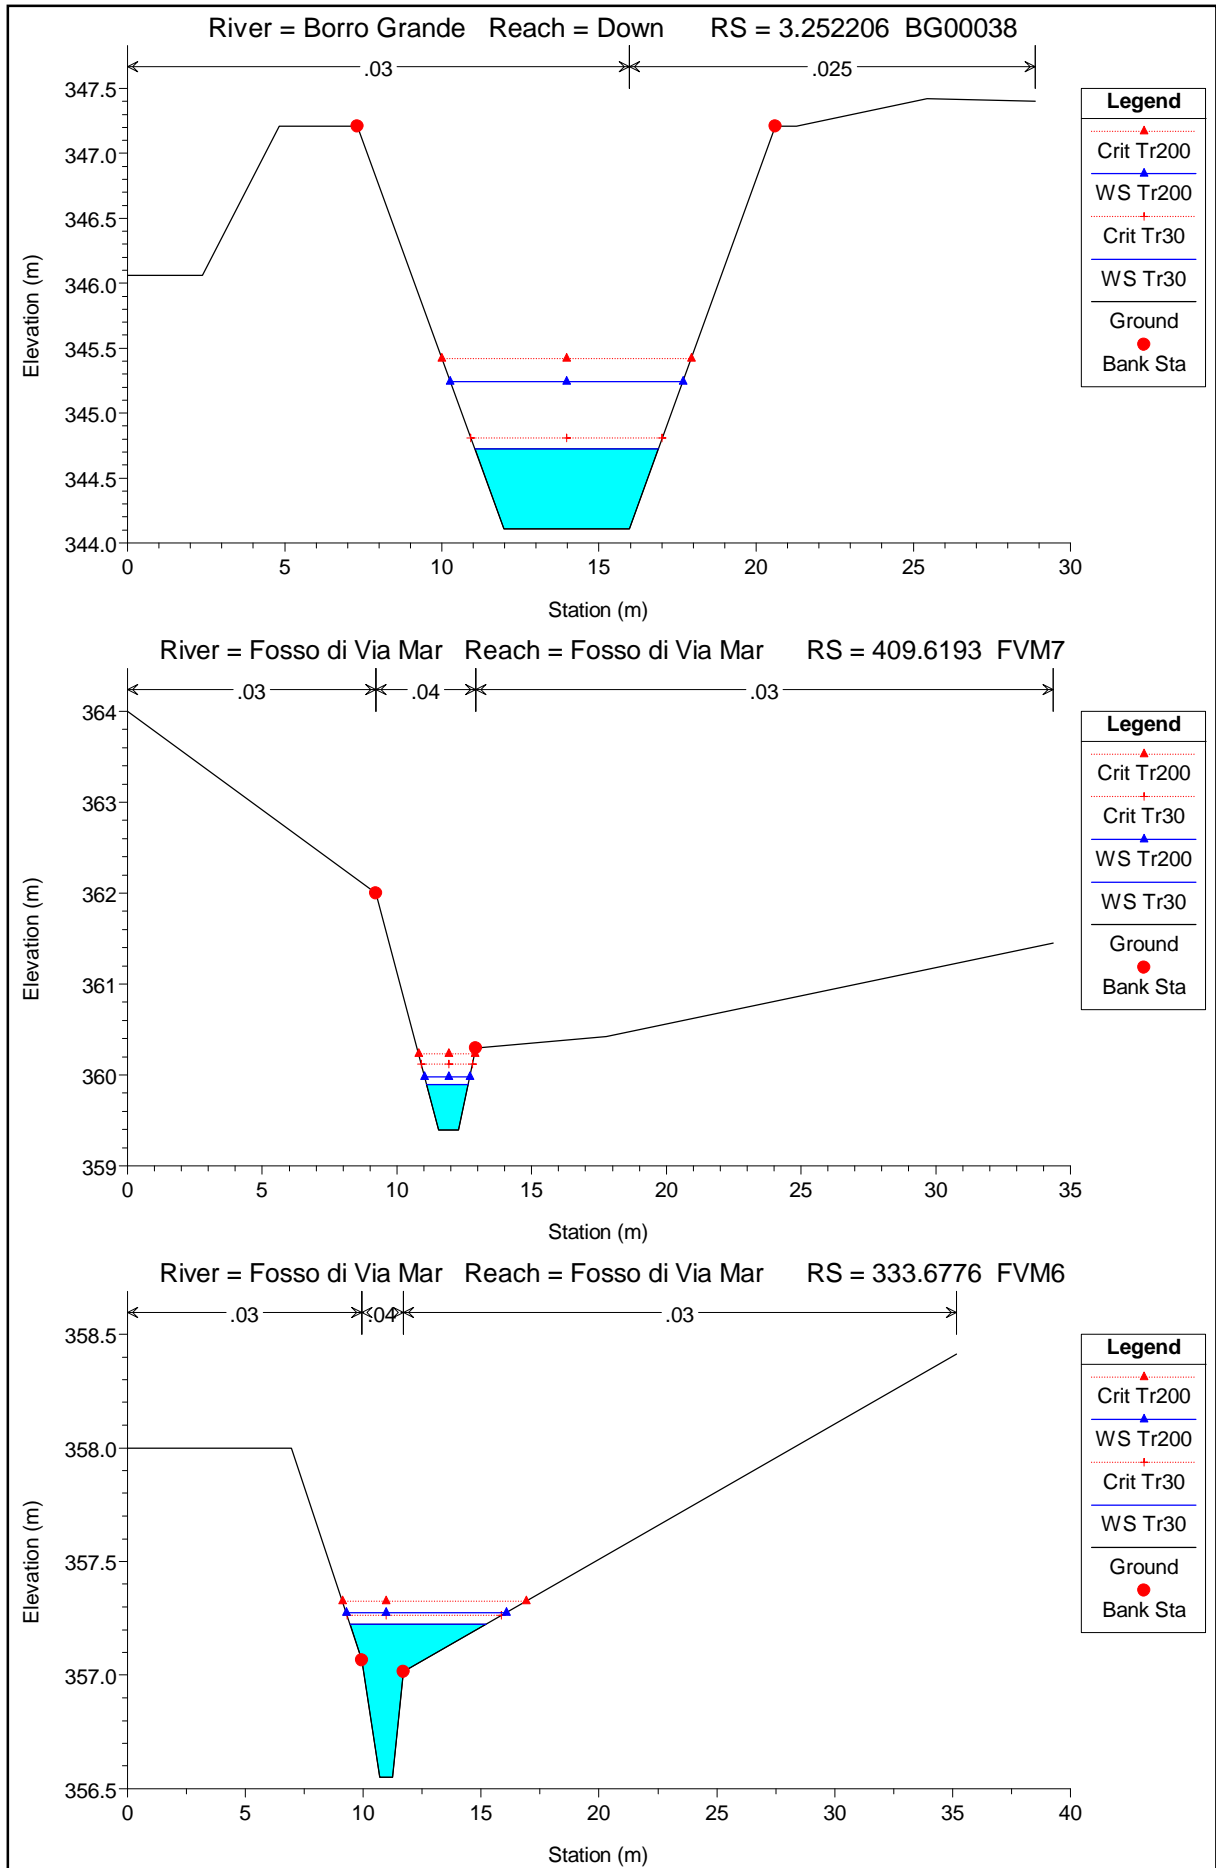 River = Borro Grande   Reach = Down      RS = 3.252206  BG00038
.03
.025
347.5
347.0
346.5
346.0
345.5
345.0
344.5
344.0
Elevation (m)
0 5 10 15 20 25 30
Station (m)
Legend
Crit Tr200
WS Tr200
Crit Tr30
WS Tr30
Ground
Bank Sta
River = Fosso di Via Mar   Reach = Fosso di Via Mar      RS = 409.6193  FVM7
.03
.04
.03
364
363
362
361
360
359
Elevation (m)
0 5 10 15 20 25 30 35
Station (m)
Legend
Crit Tr200
Crit Tr30
WS Tr200
WS Tr30
Ground
Bank Sta
River = Fosso di Via Mar   Reach = Fosso di Via Mar      RS = 333.6776  FVM6
.03
.04
.03
358.5
358.0
357.5
357.0
356.5
Elevation (m)
0 5 10 15 20 25 30 35 40
Station (m)
Legend
Crit Tr200
WS Tr200
Crit Tr30
WS Tr30
Ground
Bank Sta